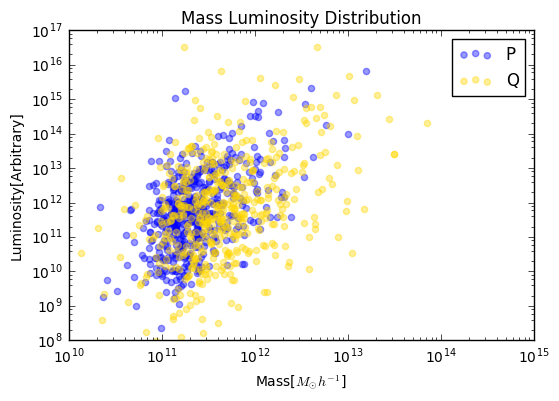 Mass Luminosity Distribution
Luminosity[Arbitrary]
10^17
10^16
10^15
10^14
10^13
10^12
10^11
10^10
10^9
10^8
P
Q
10^10 10^11 10^12 10^13 10^14 10^15
Mass[M_⊙h^−1]